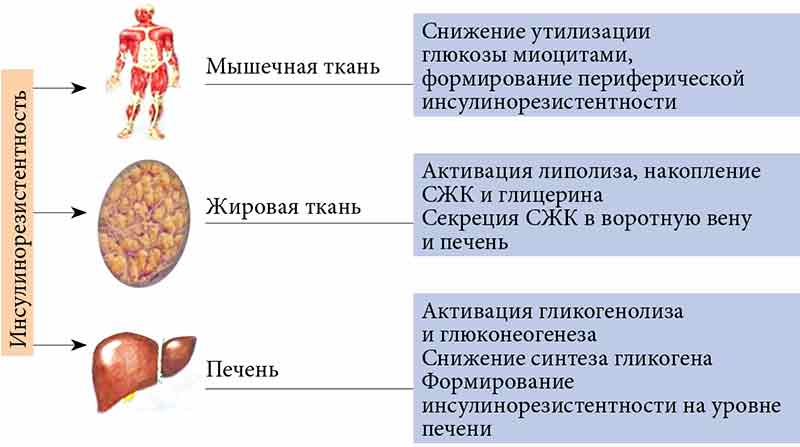 Инсулинорезистентность
Мышечная ткань
Снижение утилизации
глюкозы миоцитами,
формирование периферической
инсулинорезистентности
Жировая ткань
Активация липолиза, накопление
СЖК и глицерина
Секреция СЖК в воротную вену
и печень
Печень
Активация гликогенолиза
и глюконеогенеза
Снижение синтеза гликогена
Формирование
инсулинорезистентности на уровне
печени